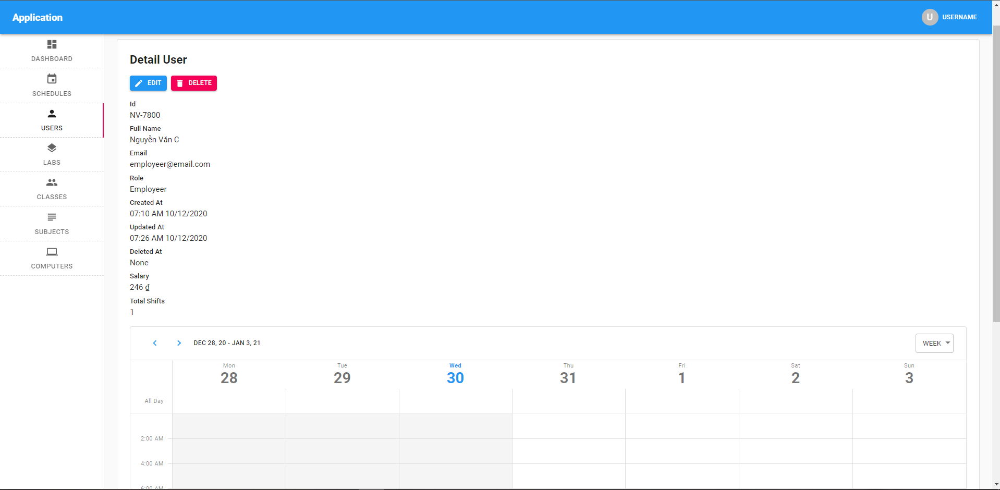 Application
U USERNAME
DASHBOARD
SCHEDULES
USERS
LABS
CLASSES
SUBJECTS
COMPUTERS
Detail User
EDIT DELETE
Id
NV-7800
Full Name
Nguyễn Văn C
Email
employeer@email.com
Role
Employeer
Created At
07:10 AM 10/12/2020
Updated At
07:26 AM 10/12/2020
Deleted At
None
Salary
246 ₫
Total Shifts
1
DEC 28, 20 - JAN 3, 21 WEEK
Mon Tue Wed Thu Fri Sat Sun
28 29 30 31 1 2 3
All Day
2:00 AM
4:00 AM
6:00 AM